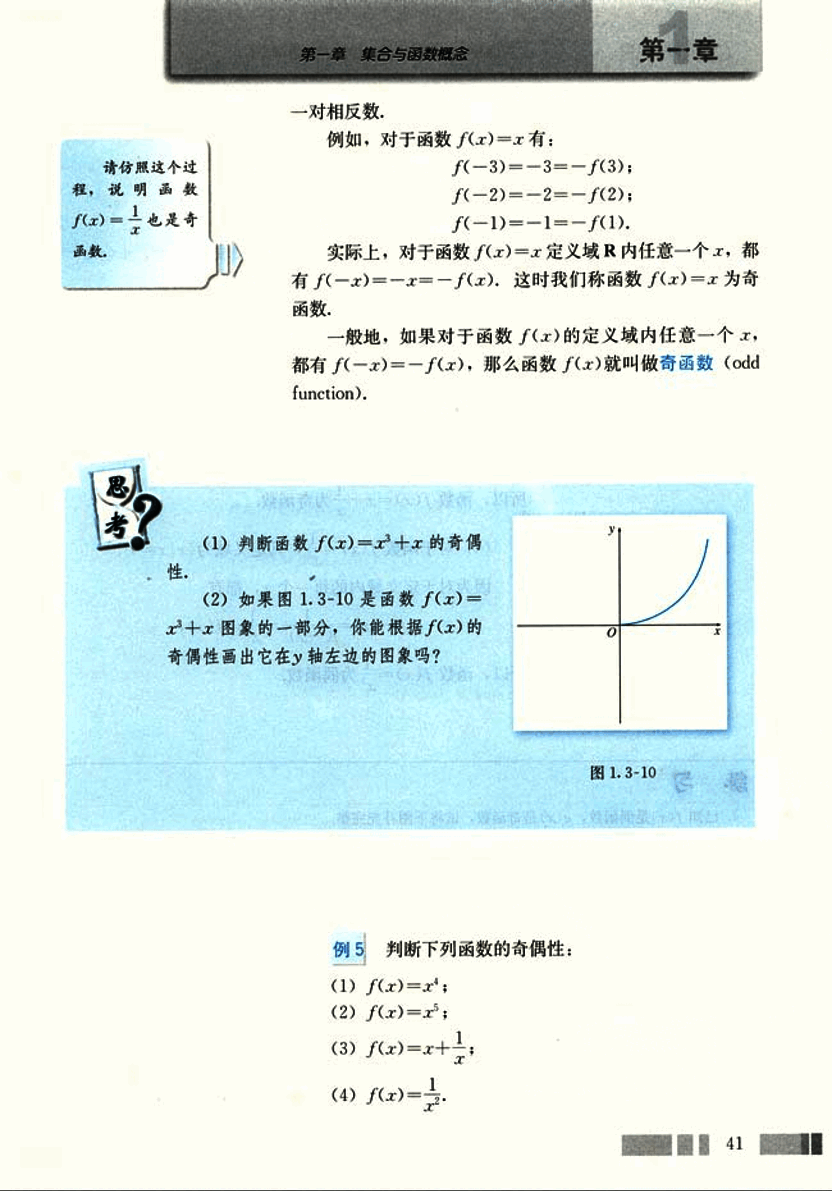 第一章 集合与函数概念
第一章
一对相反数.
例如，对于函数 f(x)=x 有：
f(-3)=-3=-f(3)；
f(-2)=-2=-f(2)；
f(-1)=-1=-f(1).
实际上，对于函数 f(x)=x 定义域 R 内任意一个 x，都
有 f(-x)=-x=-f(x). 这时我们称函数 f(x)=x 为奇
函数.
一般地，如果对于函数 f(x)的定义域内任意一个 x，
都有 f(-x)=-f(x)，那么函数 f(x)就叫做奇函数（odd
function).
请仿照这个过
程，说明函数
f(x)=1/x 也是奇
函数.
思
考?
(1) 判断函数 f(x)=x³+x 的奇偶
性.
(2) 如果图 1.3-10 是函数 f(x)=
x³+x 图象的一部分，你能根据 f(x)的
奇偶性画出它在 y 轴左边的图象吗?
y
O
x
图 1.3-10
例 5 判断下列函数的奇偶性：
(1) f(x)=x⁴；
(2) f(x)=x⁵；
(3) f(x)=x+1/x；
(4) f(x)=1/x².
41